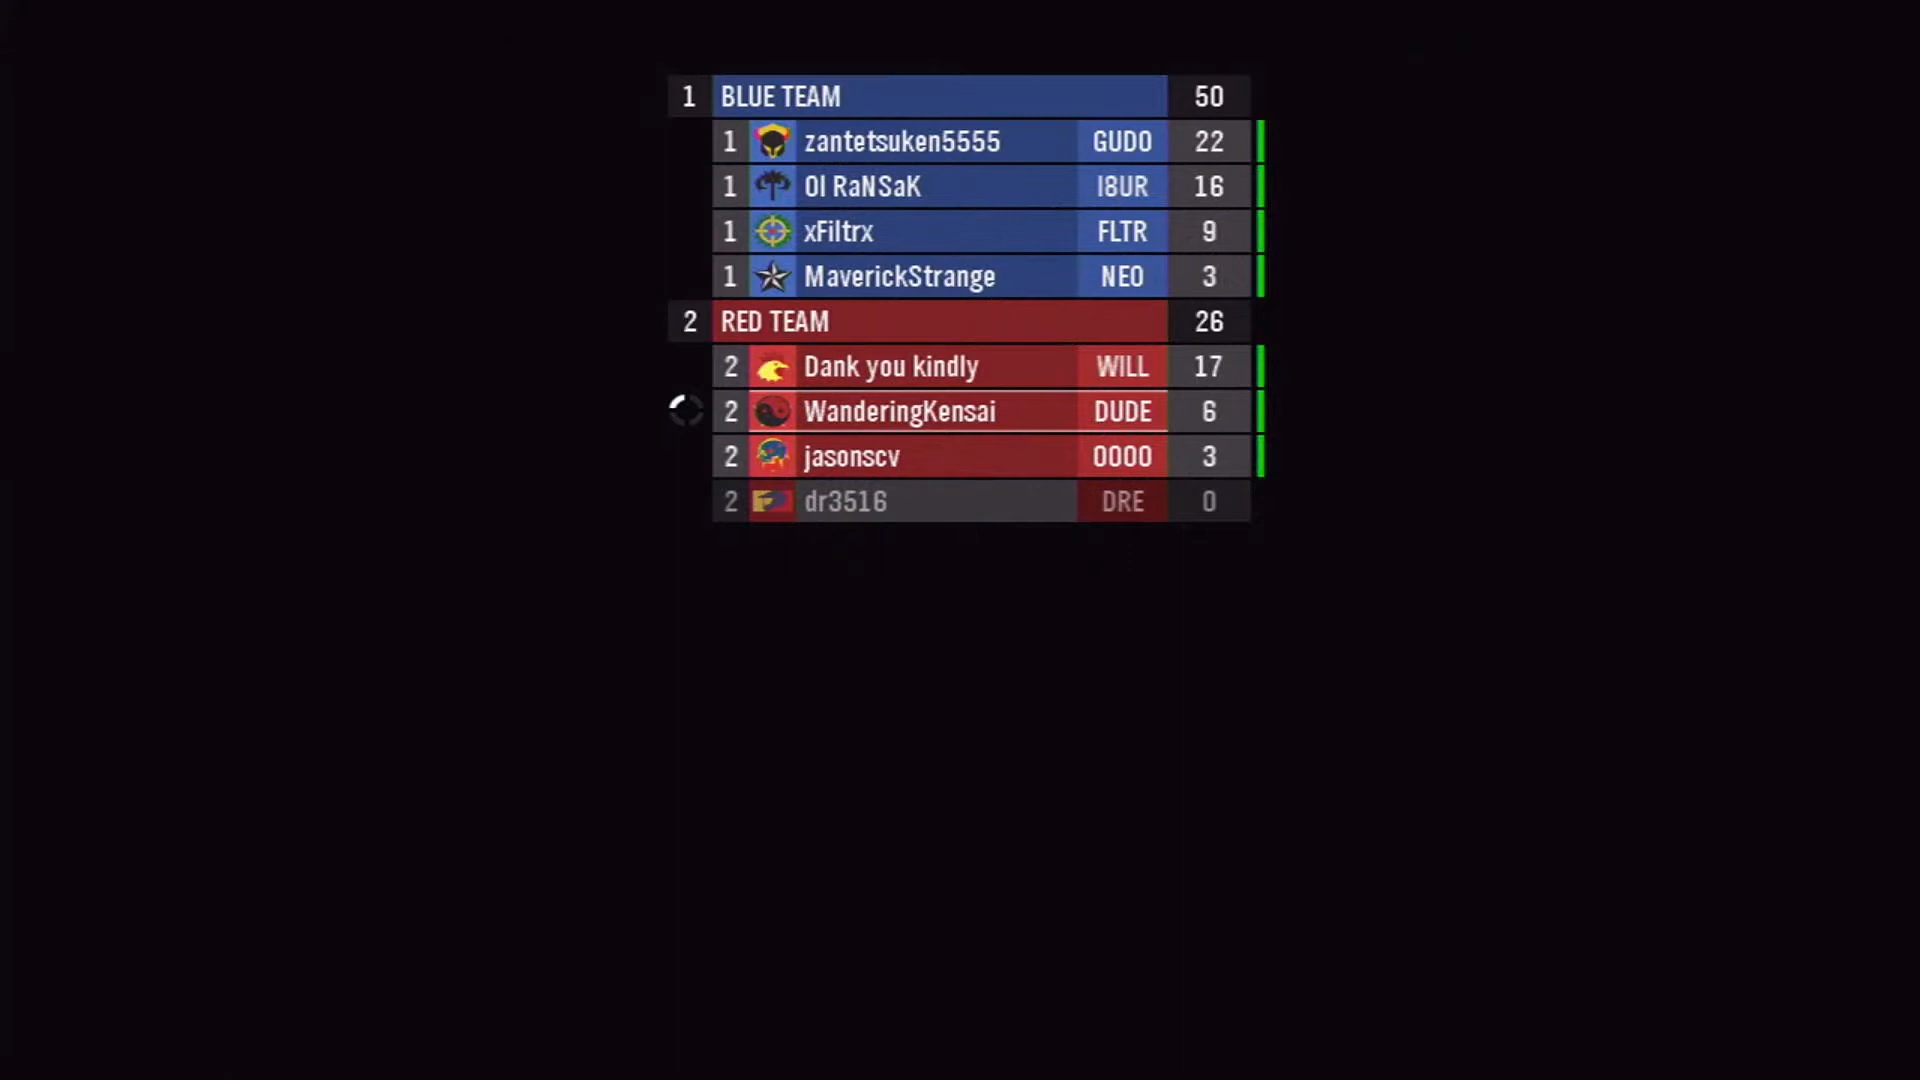 1 BLUE TEAM 50
1 zantetsuken5555 GUDO 22
1 OI RaNSaK I8UR 16
1 xFiltrx FLTR 9
1 MaverickStrange NEO 3
2 RED TEAM 26
2 Dank you kindly WILL 17
2 WanderingKensai DUDE 6
2 jasonscv 0000 3
2 dr3516 DRE 0